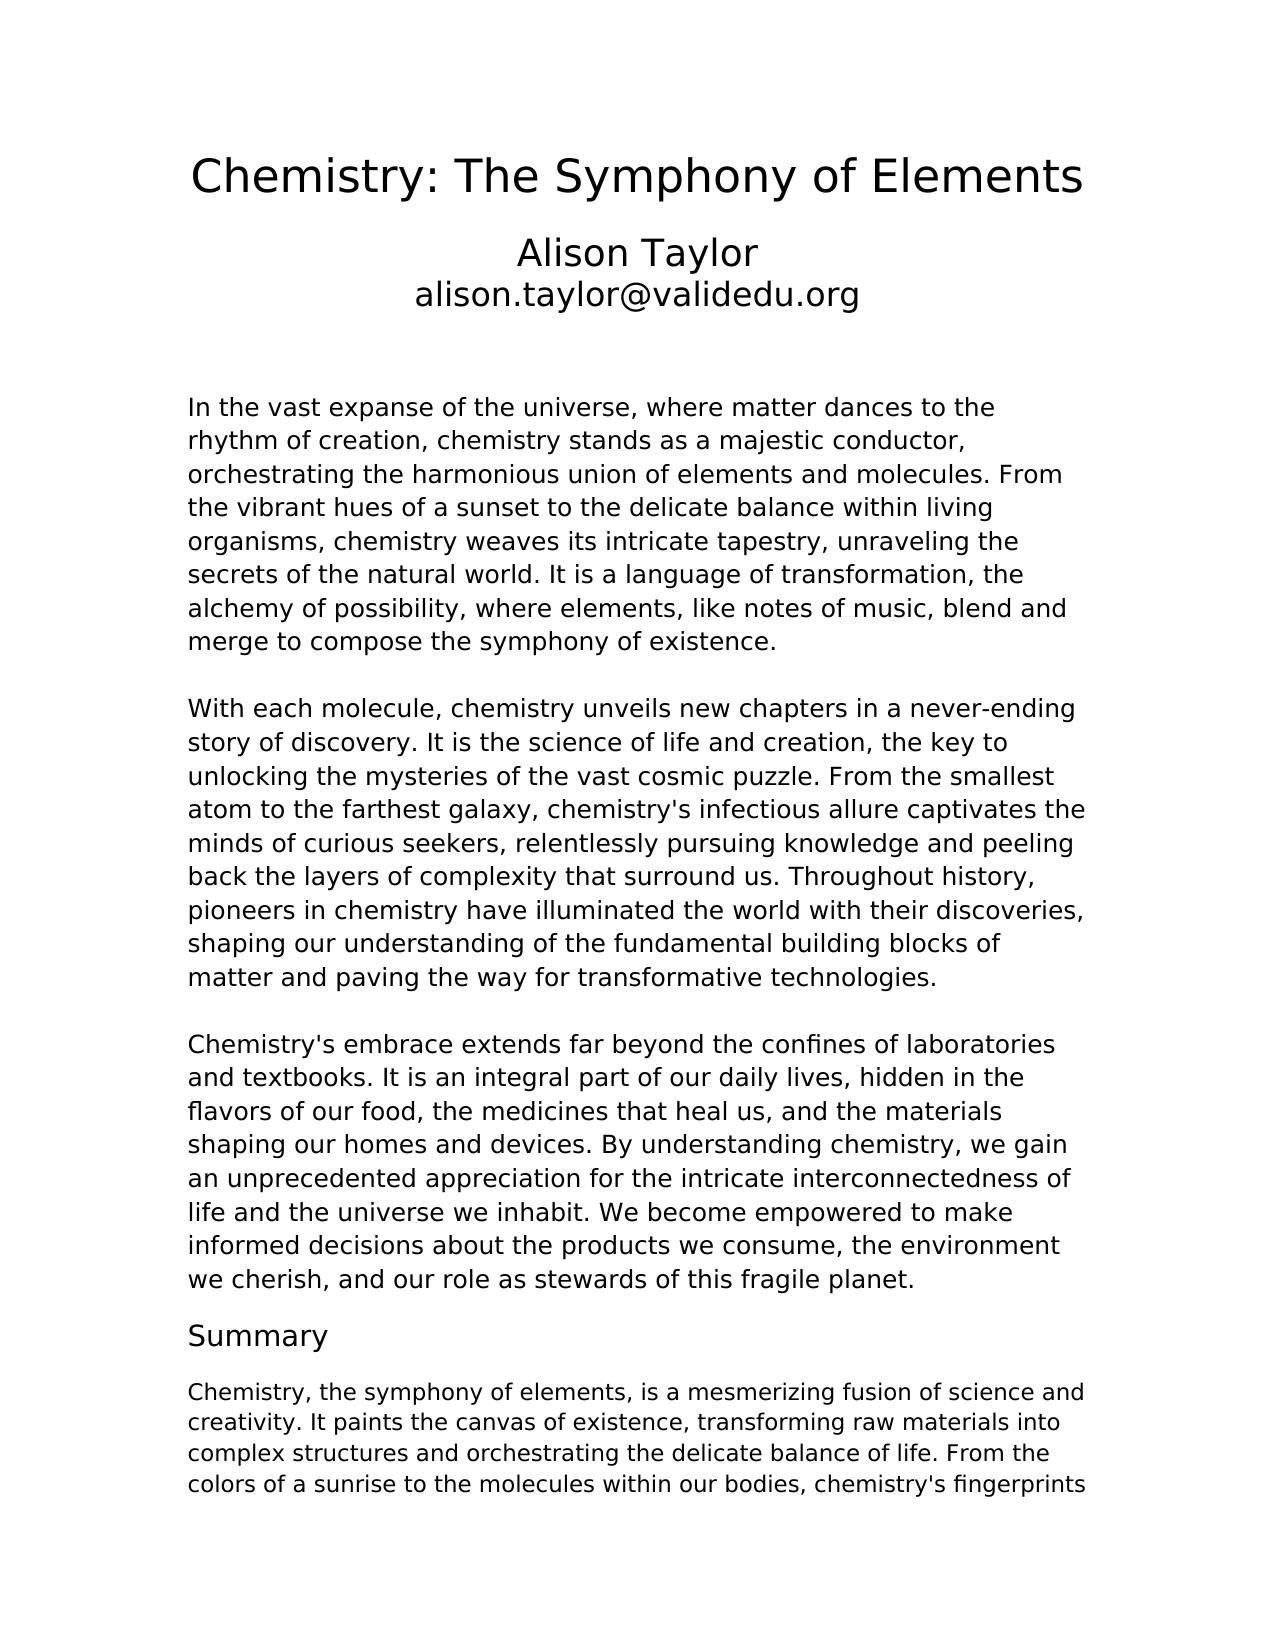 Chemistry: The Symphony of Elements
Alison Taylor
alison.taylor@validedu.org
In the vast expanse of the universe, where matter dances to the
rhythm of creation, chemistry stands as a majestic conductor,
orchestrating the harmonious union of elements and molecules. From
the vibrant hues of a sunset to the delicate balance within living
organisms, chemistry weaves its intricate tapestry, unraveling the
secrets of the natural world. It is a language of transformation, the
alchemy of possibility, where elements, like notes of music, blend and
merge to compose the symphony of existence.
With each molecule, chemistry unveils new chapters in a never-ending
story of discovery. It is the science of life and creation, the key to
unlocking the mysteries of the vast cosmic puzzle. From the smallest
atom to the farthest galaxy, chemistry's infectious allure captivates the
minds of curious seekers, relentlessly pursuing knowledge and peeling
back the layers of complexity that surround us. Throughout history,
pioneers in chemistry have illuminated the world with their discoveries,
shaping our understanding of the fundamental building blocks of
matter and paving the way for transformative technologies.
Chemistry's embrace extends far beyond the confines of laboratories
and textbooks. It is an integral part of our daily lives, hidden in the
flavors of our food, the medicines that heal us, and the materials
shaping our homes and devices. By understanding chemistry, we gain
an unprecedented appreciation for the intricate interconnectedness of
life and the universe we inhabit. We become empowered to make
informed decisions about the products we consume, the environment
we cherish, and our role as stewards of this fragile planet.
Summary
Chemistry, the symphony of elements, is a mesmerizing fusion of science and
creativity. It paints the canvas of existence, transforming raw materials into
complex structures and orchestrating the delicate balance of life. From the
colors of a sunrise to the molecules within our bodies, chemistry's fingerprints